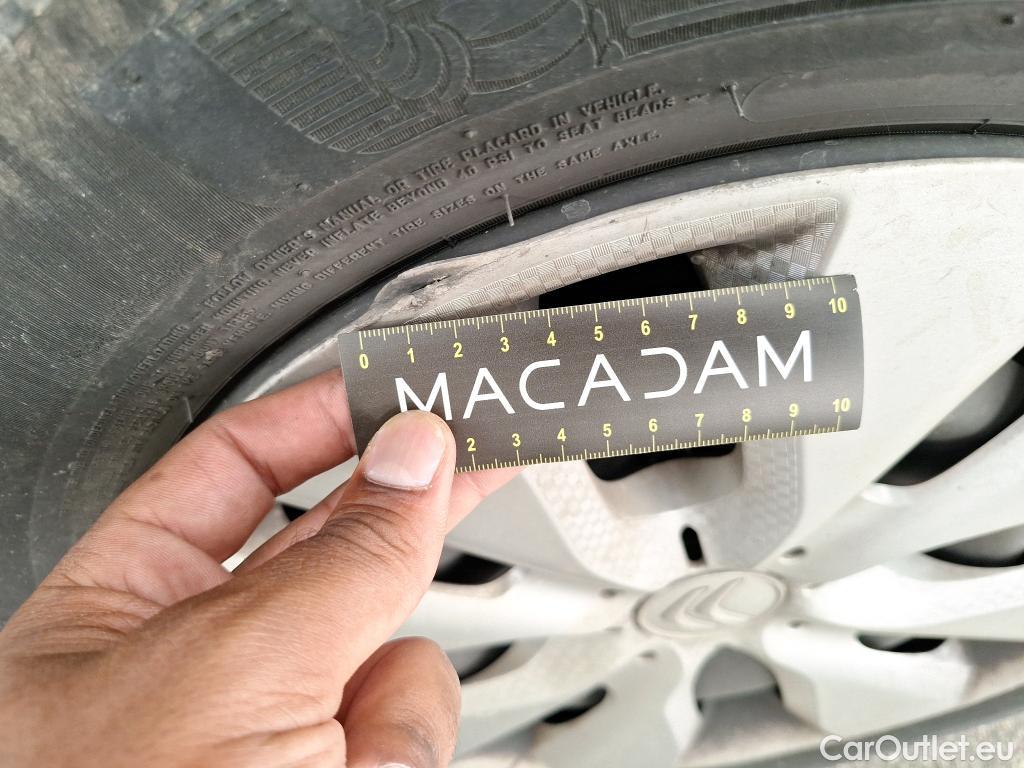 FOLLOW OWNER'S MANUAL OR TIRE PLACARD IN VEHICLE.
NEVER INFLATE BEYOND 40 PSI TO SEAT BEADS
MIXING DIFFERENT TIRE SIZES ON THE SAME AXLE.
0 1 2 3 4 5 6 7 8 9 10
MACADAM
2 3 4 5 6 7 8 9 10
CarOutlet.eu